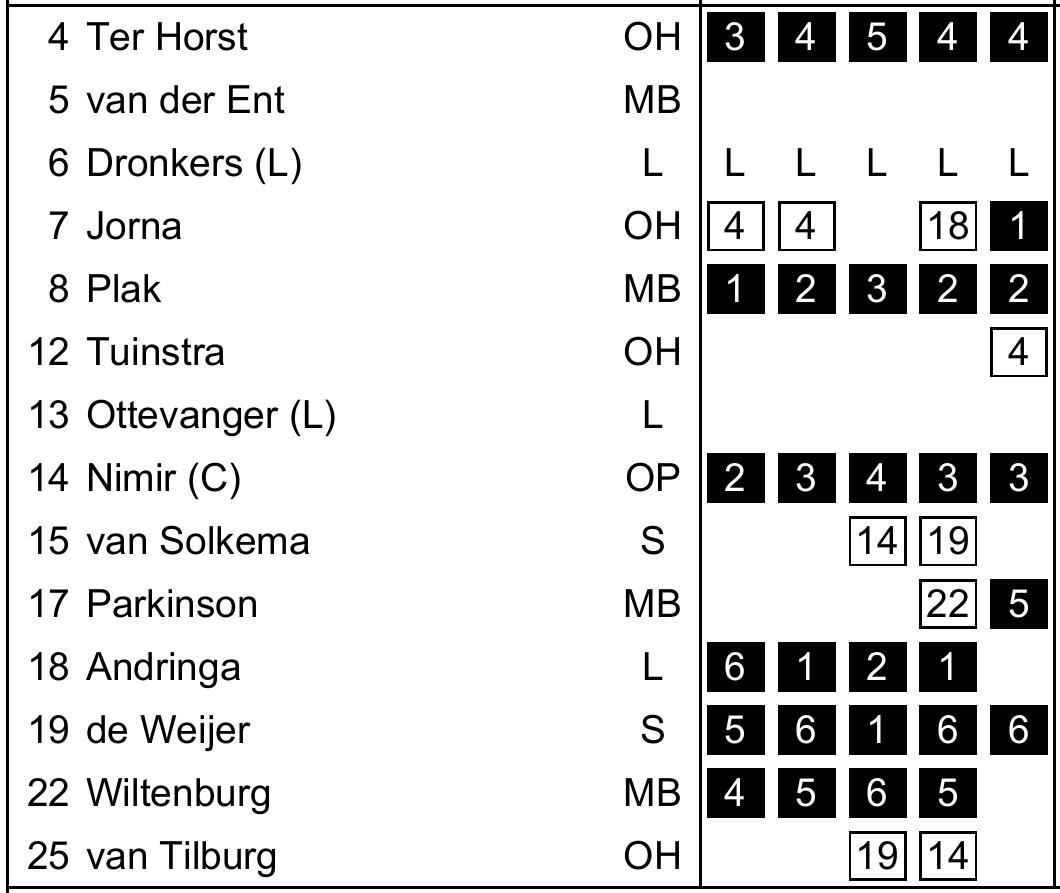 4 Ter Horst OH 3 4 5 4 4
5 van der Ent MB
6 Dronkers (L) L L L L L L
7 Jorna OH 4 4 18 1
8 Plak MB 1 2 3 2 2
12 Tuinstra OH 4
13 Ottevanger (L) L
14 Nimir (C) OP 2 3 4 3 3
15 van Solkema S 14 19
17 Parkinson MB 22 5
18 Andringa L 6 1 2 1
19 de Weijer S 5 6 1 6 6
22 Wiltenburg MB 4 5 6 5
25 van Tilburg OH 19 14